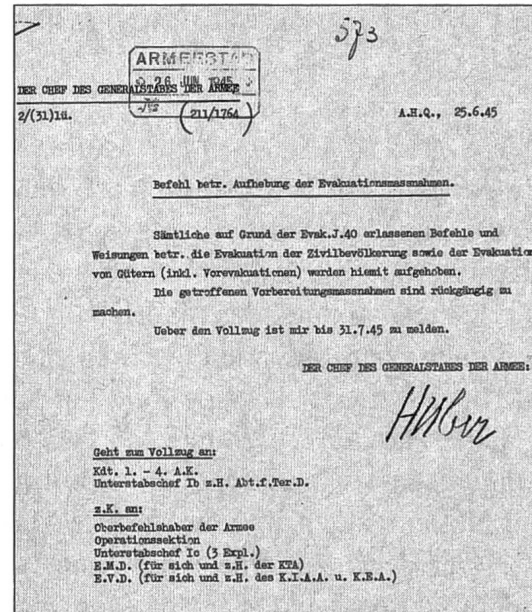 573
ARMEESTAB
26. JUN. 1945
DER CHEF DES GENERALSTABES DER ARMEE
2/(31)lü. (211/1764) A.H.Q., 25.6.45
Befehl betr. Aufhebung der Evakuationsmassnahmen.
Sämtliche auf Grund der Evak.J.40 erlassenen Befehle und
Weisungen betr. die Evakuation der Zivilbevölkerung sowie der Evakuation
von Gütern (inkl. Vorevakuationen) werden hiemit aufgehoben.
Die getroffenen Vorbereitungsmassnahmen sind rückgängig zu
machen.
Ueber den Vollzug ist mir bis 31.7.45 zu melden.
DER CHEF DES GENERALSTABES DER ARMEE:
Huber
Geht zum Vollzug an:
Kdt. 1. - 4. A.K.
Unterstabschef Ib z.H. Abt.f.Ter.D.
z.K. an:
Oberbefehlshaber der Armee
Operationssektion
Unterstabschef Ic (3 Expl.)
E.M.D. (für sich und z.H. der KTA)
E.V.D. (für sich und z.H. des K.I.A.A. u. K.E.A.)